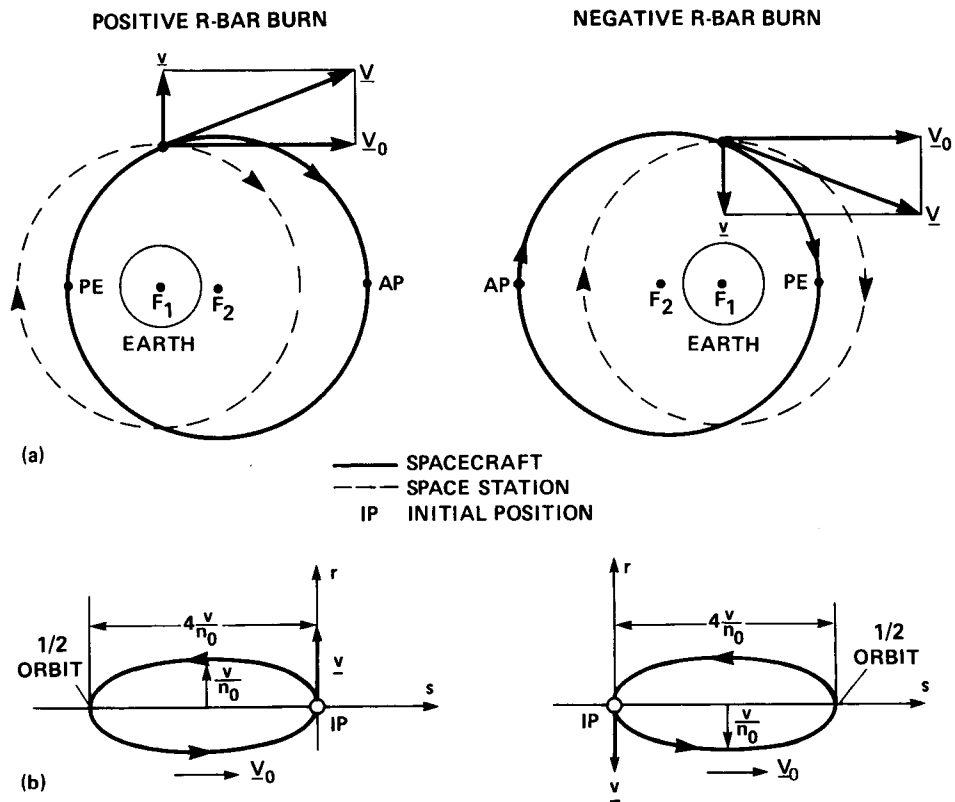 POSITIVE R-BAR BURN
NEGATIVE R-BAR BURN
v
V
V0
PE
F1
F2
AP
EARTH
V0
V
v
AP
F2
F1
PE
EARTH
(a)
SPACECRAFT
SPACE STATION
IP INITIAL POSITION
r
4 v/n0
1/2
ORBIT
v
v/n0
s
IP
V0
(b)
r
4 v/n0
1/2
ORBIT
s
IP
v/n0
V0
v